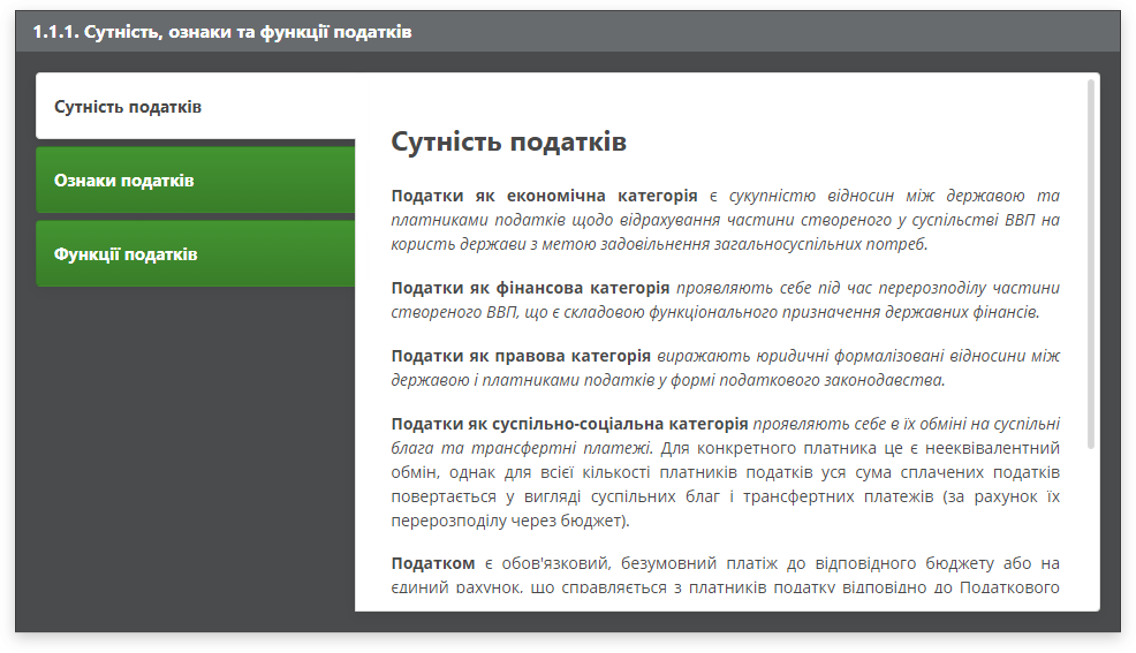 1.1.1. Сутність, ознаки та функції податків
Сутність податків
Ознаки податків
Функції податків
Сутність податків
Податки як економічна категорія є сукупністю відносин між державою та
платниками податків щодо відрахування частини створеного у суспільстві ВВП на
користь держави з метою задовільнення загальносуспільних потреб.
Податки як фінансова категорія проявляють себе під час перерозподілу частини
створеного ВВП, що є складовою функціонального призначення державних фінансів.
Податки як правова категорія виражають юридичні формалізовані відносини між
державою і платниками податків у формі податкового законодавства.
Податки як суспільно-соціальна категорія проявляють себе в їх обміні на суспільні
блага та трансфертні платежі. Для конкретного платника це є нееквівалентний
обмін, однак для всієї кількості платників податків уся сума сплачених податків
повертається у вигляді суспільних благ і трансфертних платежів (за рахунок їх
перерозподілу через бюджет).
Податком є обов'язковий, безумовний платіж до відповідного бюджету або на
єдиний рахунок, що справляється з платників податку відповідно до Податкового